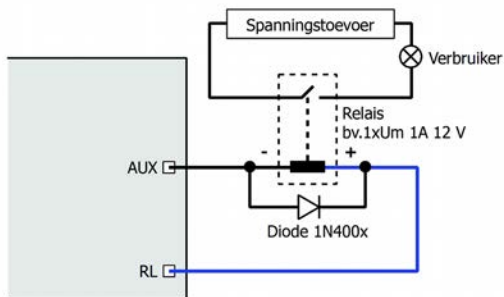 Spanningstoevoer
Verbruiker
Relais
bv.1xUm 1A 12 V
- +
AUX
Diode 1N400x
RL